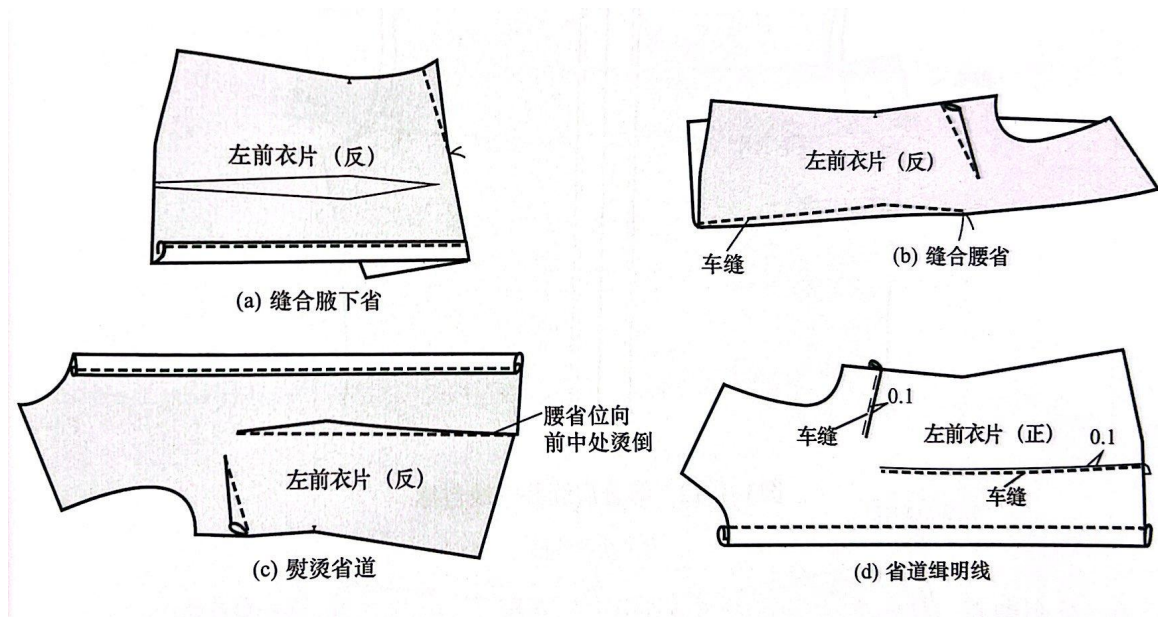 左前衣片（反）
(a) 缝合腋下省
左前衣片（反）
车缝
(b) 缝合腰省
腰省位向
前中处烫倒
左前衣片（反）
(c) 熨烫省道
0.1
车缝
左前衣片（正）
0.1
车缝
(d) 省道缉明线